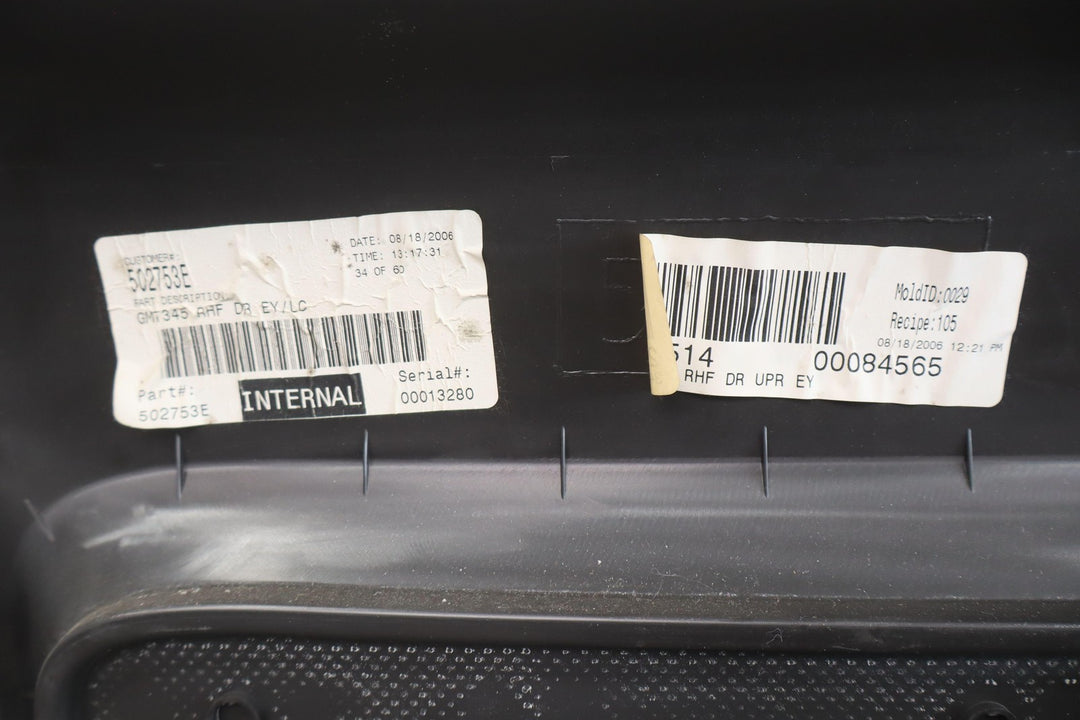 CUSTOMER#:
502753E
DATE: 08/18/2006
TIME: 13:17:31
34 OF 60
PART DESCRIPTION
GMT345 RHF DR EY/LC
Part#:
502753E
INTERNAL
Serial#:
00013280
MoldID:0029
Recipe:105
08/18/2006 12:21 PM
514 00084565
RHF DR UPR EY